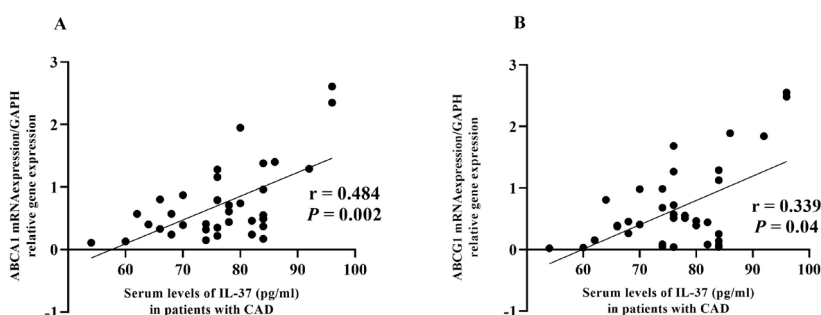 A
ABCA1 mRNAexpression/GAPH
relative gene expression
3
2
1
0
-1
60
70
80
90
100
r = 0.484
P = 0.002
Serum levels of IL-37 (pg/ml)
in patients with CAD
B
ABCG1 mRNAexpression/GAPH
relative gene expression
3
2
1
0
-1
60
70
80
90
100
r = 0.339
P = 0.04
Serum levels of IL-37 (pg/ml)
in patients with CAD